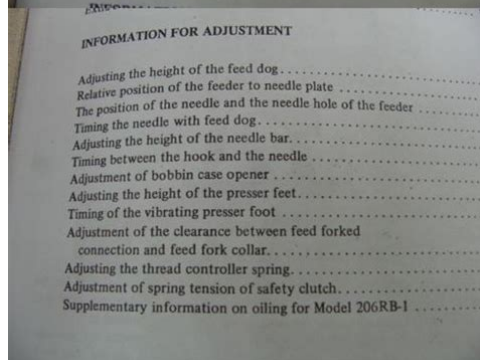 INFORMATION FOR ADJUSTMENT
Adjusting the height of the feed dog
Relative position of the feeder to needle plate
The position of the needle and the needle hole of the feeder
Timing the needle with feed dog
Adjusting the height of the needle bar
Timing between the hook and the needle
Adjustment of bobbin case opener
Adjusting the height of the presser feet
Timing of the vibrating presser foot
Adjustment of the clearance between feed forked
connection and feed fork collar
Adjusting the thread controller spring
Adjustment of spring tension of safety clutch
Supplementary information on oiling for Model 206RB-1